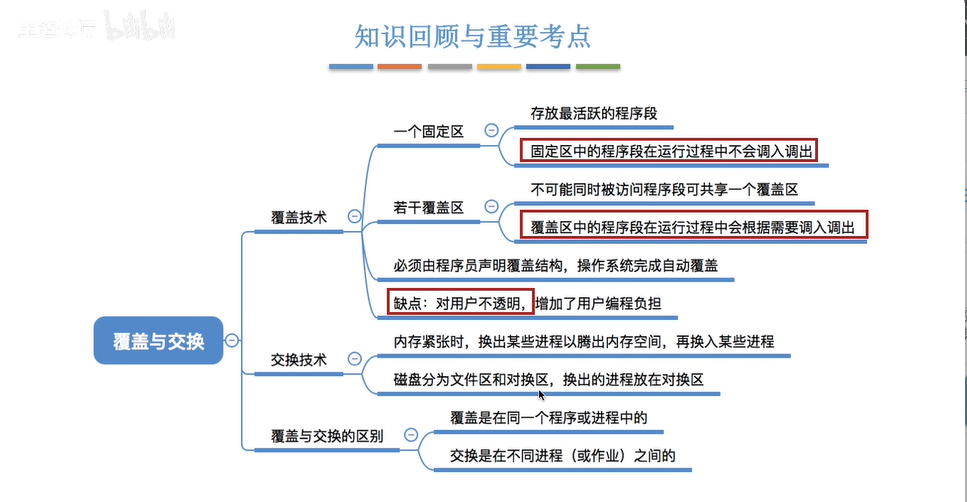 知识回顾与重要考点
存放最活跃的程序段
一个固定区
固定区中的程序段在运行过程中不会调入调出
不可能同时被访问程序段可共享一个覆盖区
若干覆盖区
覆盖技术
覆盖区中的程序段在运行过程中会根据需要调入调出
必须由程序员声明覆盖结构，操作系统完成自动覆盖
缺点：对用户不透明，增加了用户编程负担
覆盖与交换
内存紧张时，换出某些进程以腾出内存空间，再换入某些进程
交换技术
磁盘分为文件区和对换区，换出的进程放在对换区
覆盖是在同一个程序或进程中的
覆盖与交换的区别
交换是在不同进程（或作业）之间的